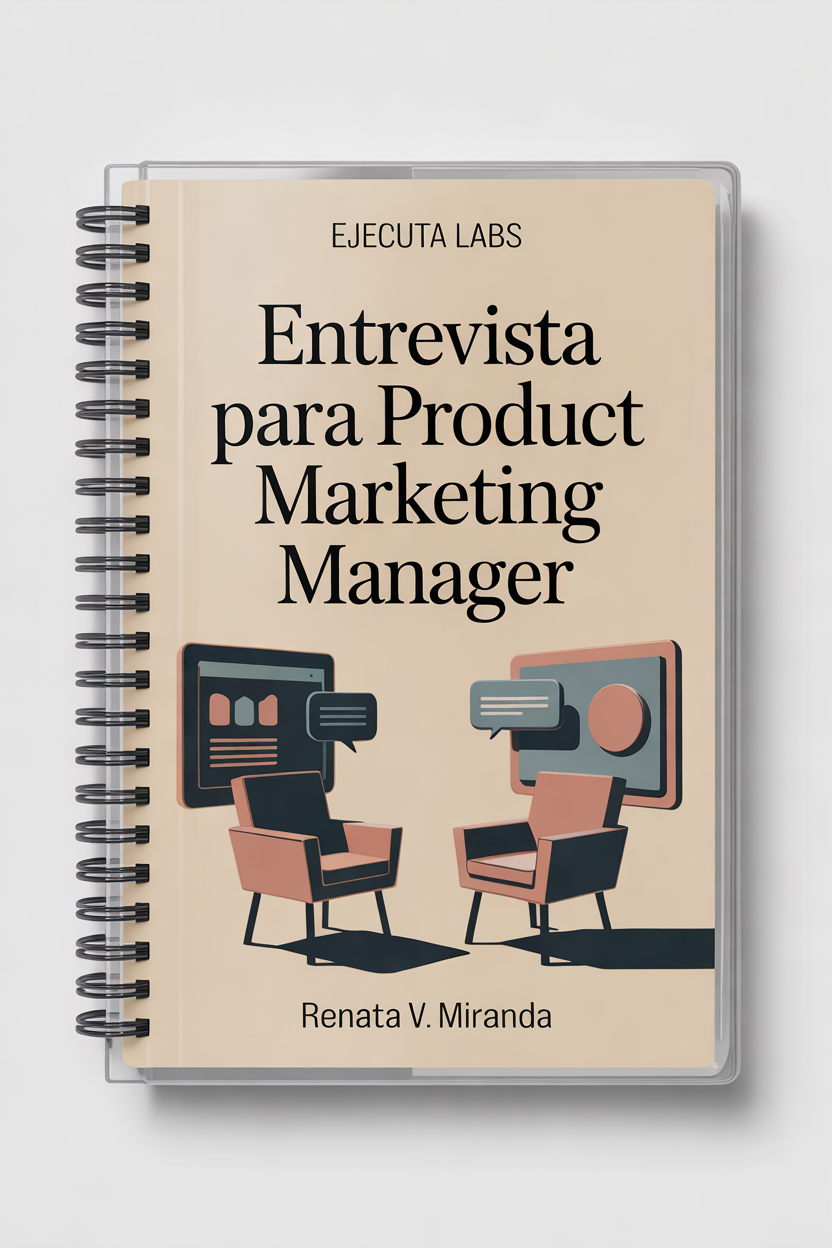 EJECUTA LABS
Entrevista
para Product
Marketing
Manager
Renata V. Miranda